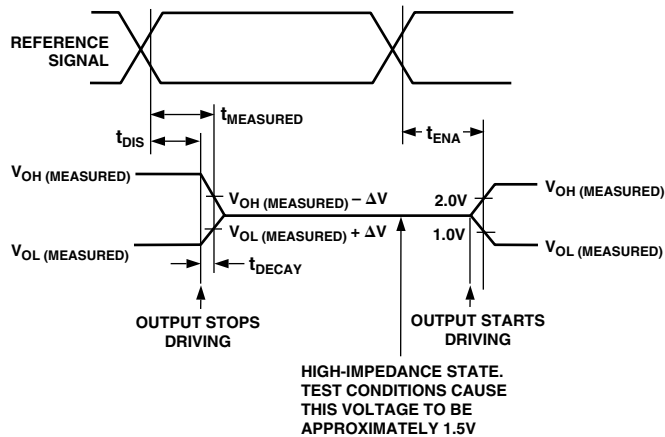 REFERENCE
SIGNAL
tMEASURED
tDIS
tENA
VOH (MEASURED)
VOH (MEASURED) – ΔV
2.0V
VOH (MEASURED)
VOL (MEASURED)
VOL (MEASURED) + ΔV
1.0V
VOL (MEASURED)
tDECAY
OUTPUT STOPS
DRIVING
OUTPUT STARTS
DRIVING
HIGH-IMPEDANCE STATE.
TEST CONDITIONS CAUSE
THIS VOLTAGE TO BE
APPROXIMATELY 1.5V